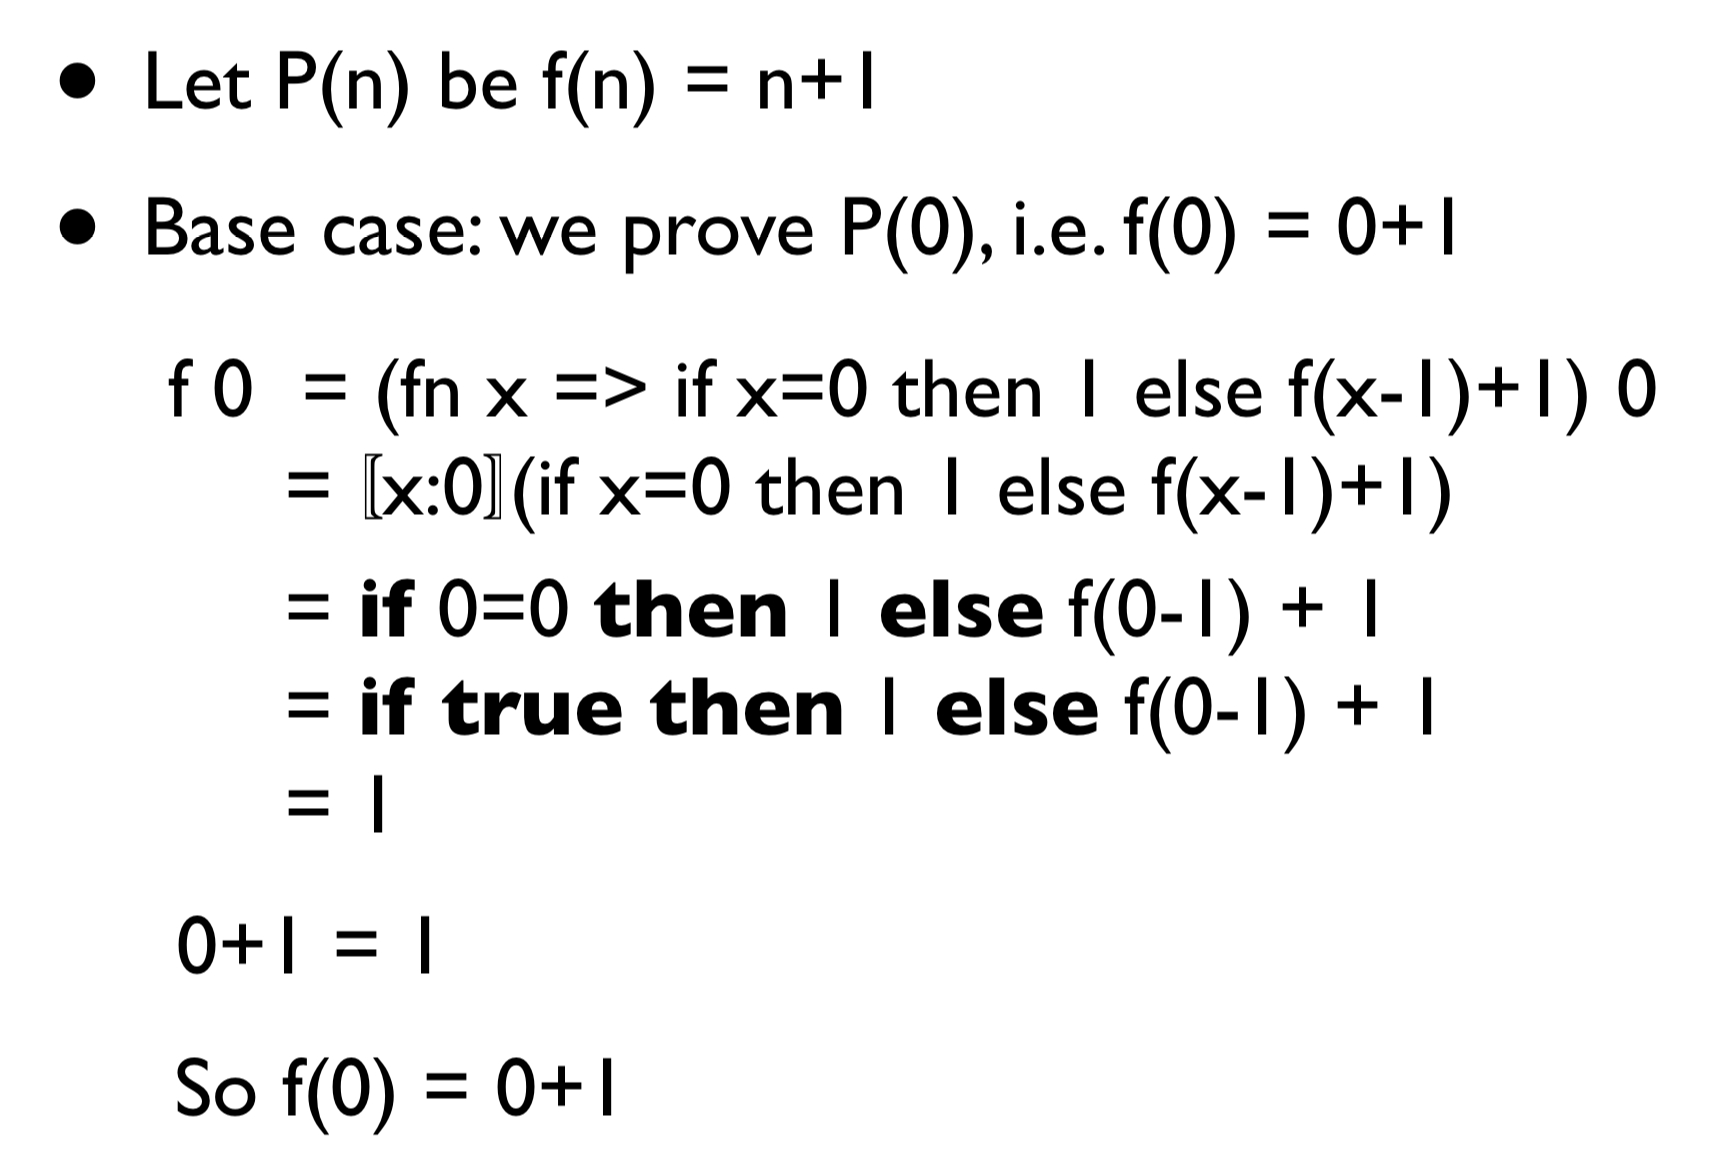 • Let P(n) be f(n) = n+1
• Base case: we prove P(0), i.e. f(0) = 0+1
f 0 = (fn x => if x=0 then 1 else f(x-1)+1) 0
= ⟦x:0⟧(if x=0 then 1 else f(x-1)+1)
= if 0=0 then 1 else f(0-1) + 1
= if true then 1 else f(0-1) + 1
= 1
0+1 = 1
So f(0) = 0+1